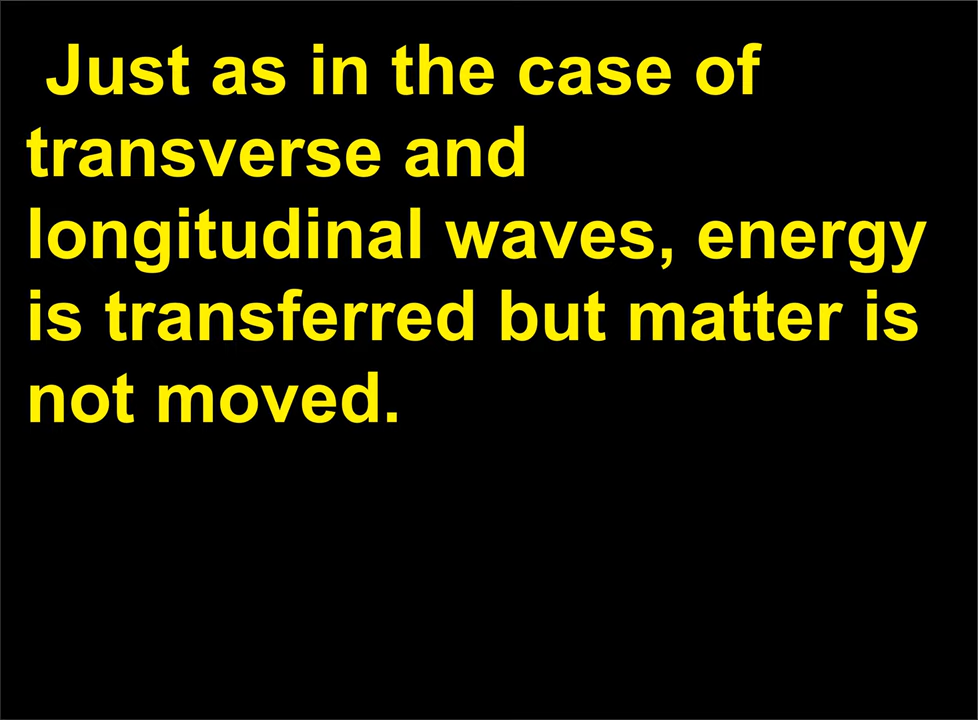 Just as in the case of
transverse and
longitudinal waves, energy
is transferred but matter is
not moved.